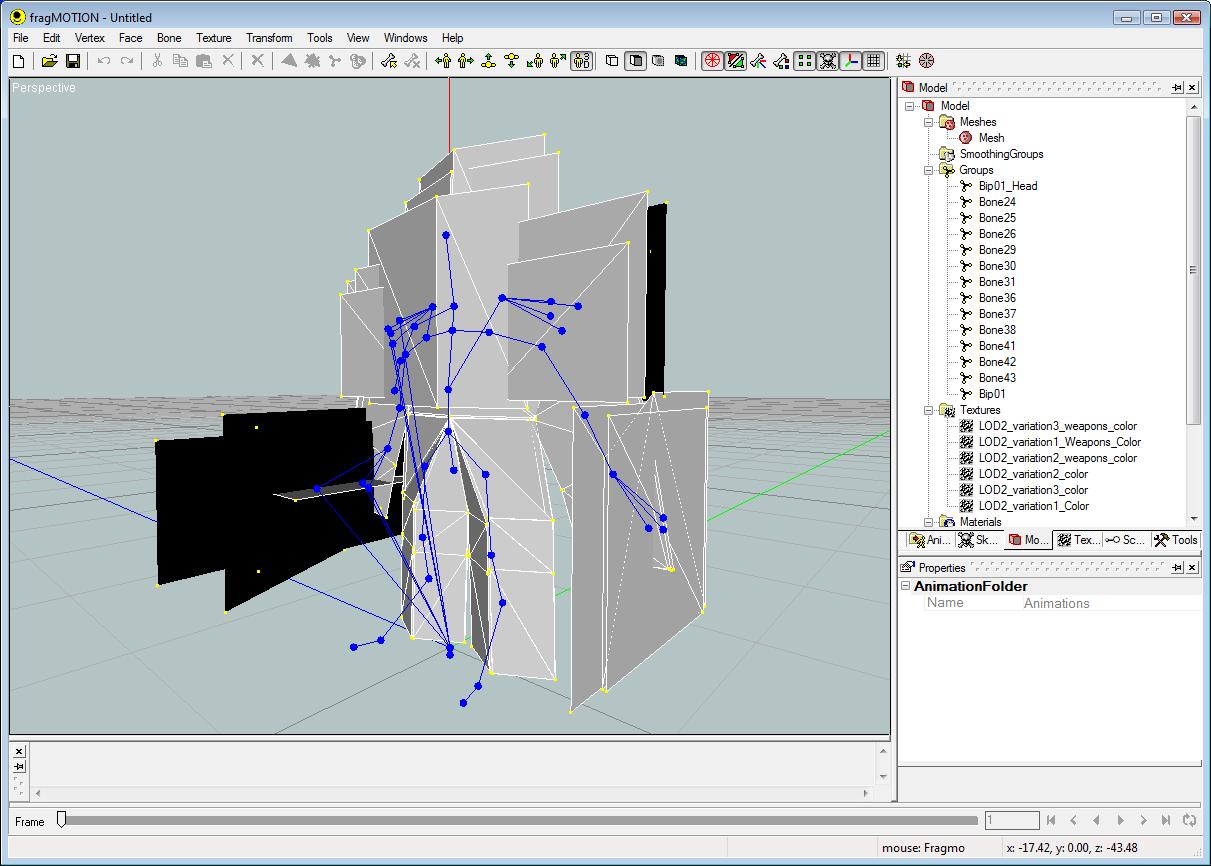 fragMOTION - Untitled
File Edit Vertex Face Bone Texture Transform Tools View Windows Help
Perspective
Model
Model
Meshes
Mesh
SmoothingGroups
Groups
Bip01_Head
Bone24
Bone25
Bone26
Bone29
Bone30
Bone31
Bone36
Bone37
Bone38
Bone41
Bone42
Bone43
Bip01
Textures
LOD2_variation3_weapons_color
LOD2_variation1_Weapons_Color
LOD2_variation2_weapons_color
LOD2_variation2_color
LOD2_variation3_color
LOD2_variation1_Color
Materials
Ani... Sk... Mo... Tex... Sc... Tools
Properties
AnimationFolder
Name Animations
Frame 1
mouse: Fragmo x: -17.42, y: 0.00, z: -43.48